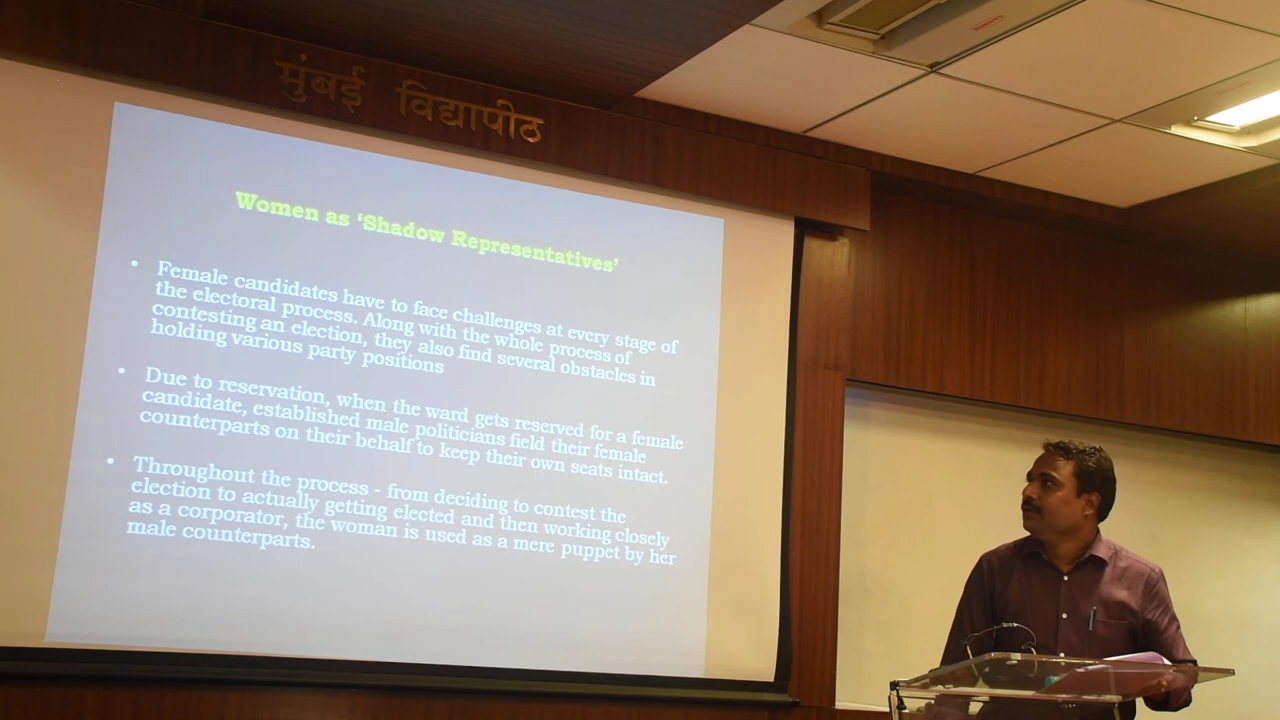 मुंबई विद्यापीठ
Women as ‘Shadow Representatives’
• Female candidates have to face challenges at every stage of
the electoral process. Along with the whole process of
contesting an election, they also find several obstacles in
holding various party positions
• Due to reservation, when the ward gets reserved for a female
candidate, established male politicians field their female
counterparts on their behalf to keep their own seats intact.
• Throughout the process - from deciding to contest the
election to actually getting elected and then working closely
as a corporator, the woman is used as a mere puppet by her
male counterparts.